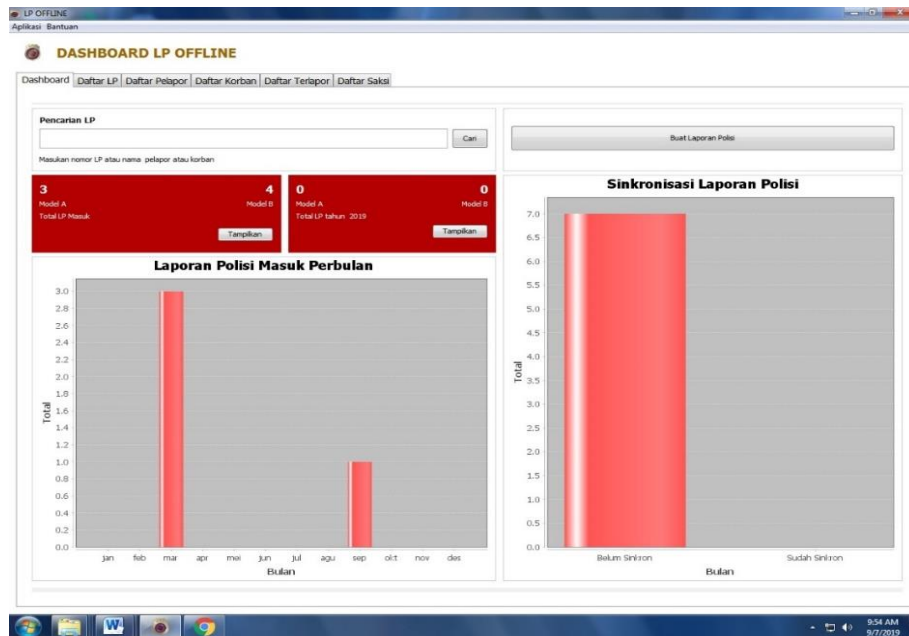 LP OFFLINE
Aplikasi Bantuan
DASHBOARD LP OFFLINE
Dashboard Daftar LP Daftar Pelapor Daftar Korban Daftar Terlapor Daftar Saksi
Pencarian LP
Cari
Masukan nomor LP atau nama pelapor atau korban
Buat Laporan Polisi
3 4
Model A Model B
Total LP Masuk
Tampilkan
0 0
Model A Model B
Total LP tahun 2019
Tampilkan
Laporan Polisi Masuk Perbulan
3.0
2.8
2.6
2.4
2.2
2.0
1.8
1.6
1.4
1.2
1.0
0.8
0.6
0.4
0.2
0.0
Total
jan feb mar apr mei jun jul agu sep okt nov des
Bulan
Sinkronisasi Laporan Polisi
7.0
6.5
6.0
5.5
5.0
4.5
4.0
3.5
3.0
2.5
2.0
1.5
1.0
0.5
0.0
Total
Belum Sinkron Sudah Sinkron
Bulan
9:54 AM
9/7/2019